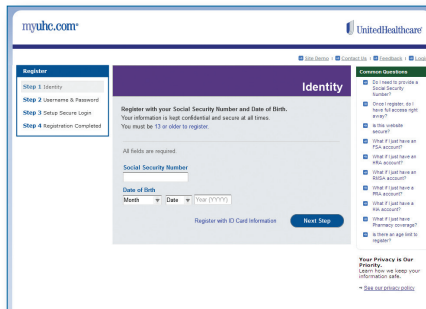 myuhc.com®
UnitedHealthcare®
Site Demo | Contact Us | Feedback | Login
Register
Step 1 Identity
Step 2 Username & Password
Step 3 Setup Secure Login
Step 4 Registration Completed
Identity
Register with your Social Security Number and Date of Birth.
Your information is kept confidential and secure at all times.
You must be 13 or older to register.
All fields are required.
Social Security Number
Date of Birth
Month Date Year (YYYY)
Register with ID Card Information Next Step
Common Questions
Do I need to provide a
Social Security
Number?
Once I register, do I
have full access right
away?
Is this website
secure?
What if I just have an
FSA account?
What if I just have an
HRA account?
What if I just have an
RMSA account?
What if I just have a
PRA account?
What if I just have a
HIA account?
What if I just have
Pharmacy coverage?
Is there an age limit to
register?
Your Privacy is Our
Priority.
Learn how we keep your
information safe.
See our privacy policy